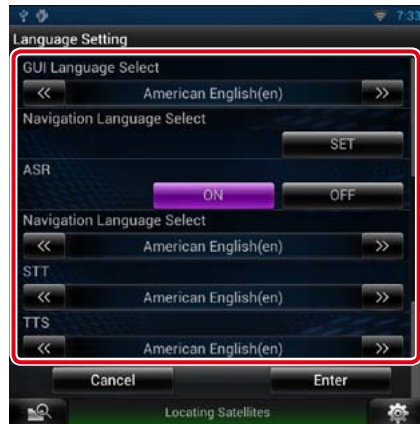 7:33
Language Setting
GUI Language Select
American English(en)
Navigation Language Select
SET
ASR
ON OFF
Navigation Language Select
American English(en)
STT
American English(en)
TTS
American English(en)
Cancel Enter
Locating Satellites